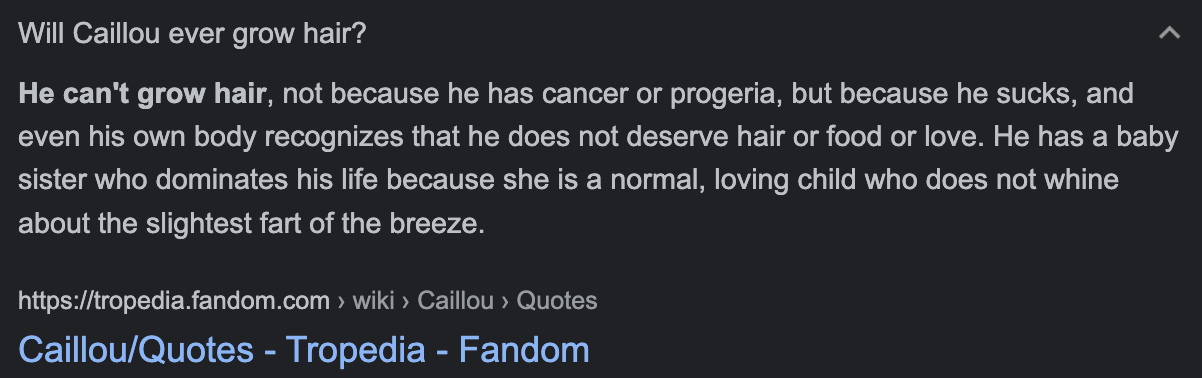 Will Caillou ever grow hair?
He can't grow hair, not because he has cancer or progeria, but because he sucks, and
even his own body recognizes that he does not deserve hair or food or love. He has a baby
sister who dominates his life because she is a normal, loving child who does not whine
about the slightest fart of the breeze.
https://tropedia.fandom.com › wiki › Caillou › Quotes
Caillou/Quotes - Tropedia - Fandom